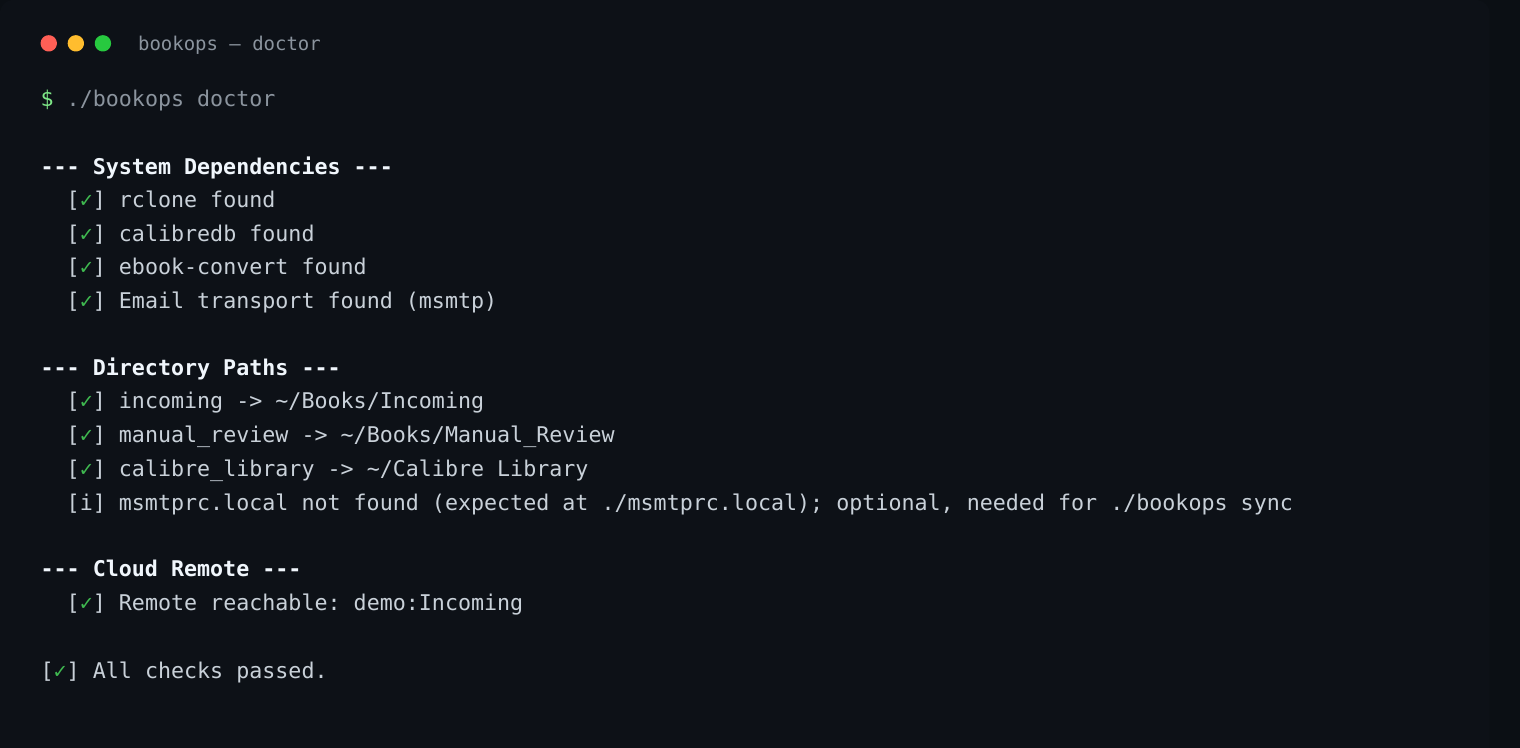 bookops — doctor
$ ./bookops doctor
--- System Dependencies ---
[✓] rclone found
[✓] calibredb found
[✓] ebook-convert found
[✓] Email transport found (msmtp)
--- Directory Paths ---
[✓] incoming -> ~/Books/Incoming
[✓] manual_review -> ~/Books/Manual_Review
[✓] calibre_library -> ~/Calibre Library
[i] msmtprc.local not found (expected at ./msmtprc.local); optional, needed for ./bookops sync
--- Cloud Remote ---
[✓] Remote reachable: demo:Incoming
[✓] All checks passed.